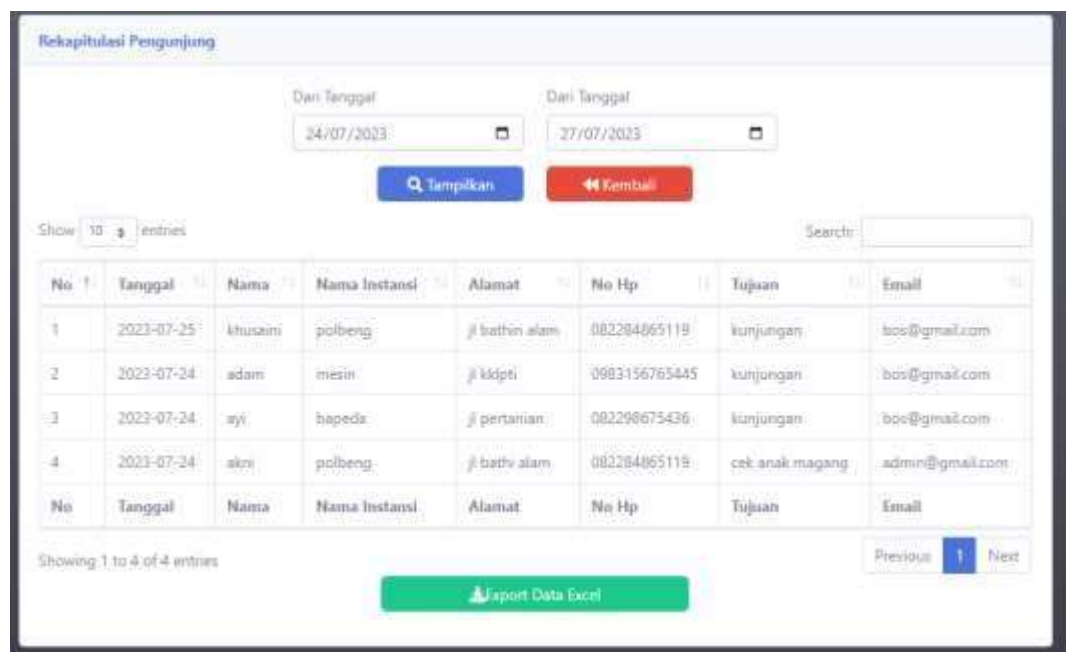 Rekapitulasi Pengunjung
Dari Tanggal Dari Tanggal
24/07/2023 27/07/2023
Tampilkan Kembali
Show 10 entries Search:
No Tanggal Nama Nama Instansi Alamat No Hp Tujuan Email
1 2023-07-25 khusaini polbeng jl bathin alam 082284865119 kunjungan bos@gmail.com
2 2023-07-24 adam mesin jl 0983156765445 kunjungan bos@gmail.com
3 2023-07-24 ayi bapeda jl pertanian 082298675436 kunjungan bos@gmail.com
4 2023-07-24 akni polbeng jl bathv alam 082284865119 cek anak magang admin@gmail.com
No Tanggal Nama Nama Instansi Alamat No Hp Tujuan Email
Showing 1 to 4 of 4 entries
Previous 1 Next
Export Data Excel